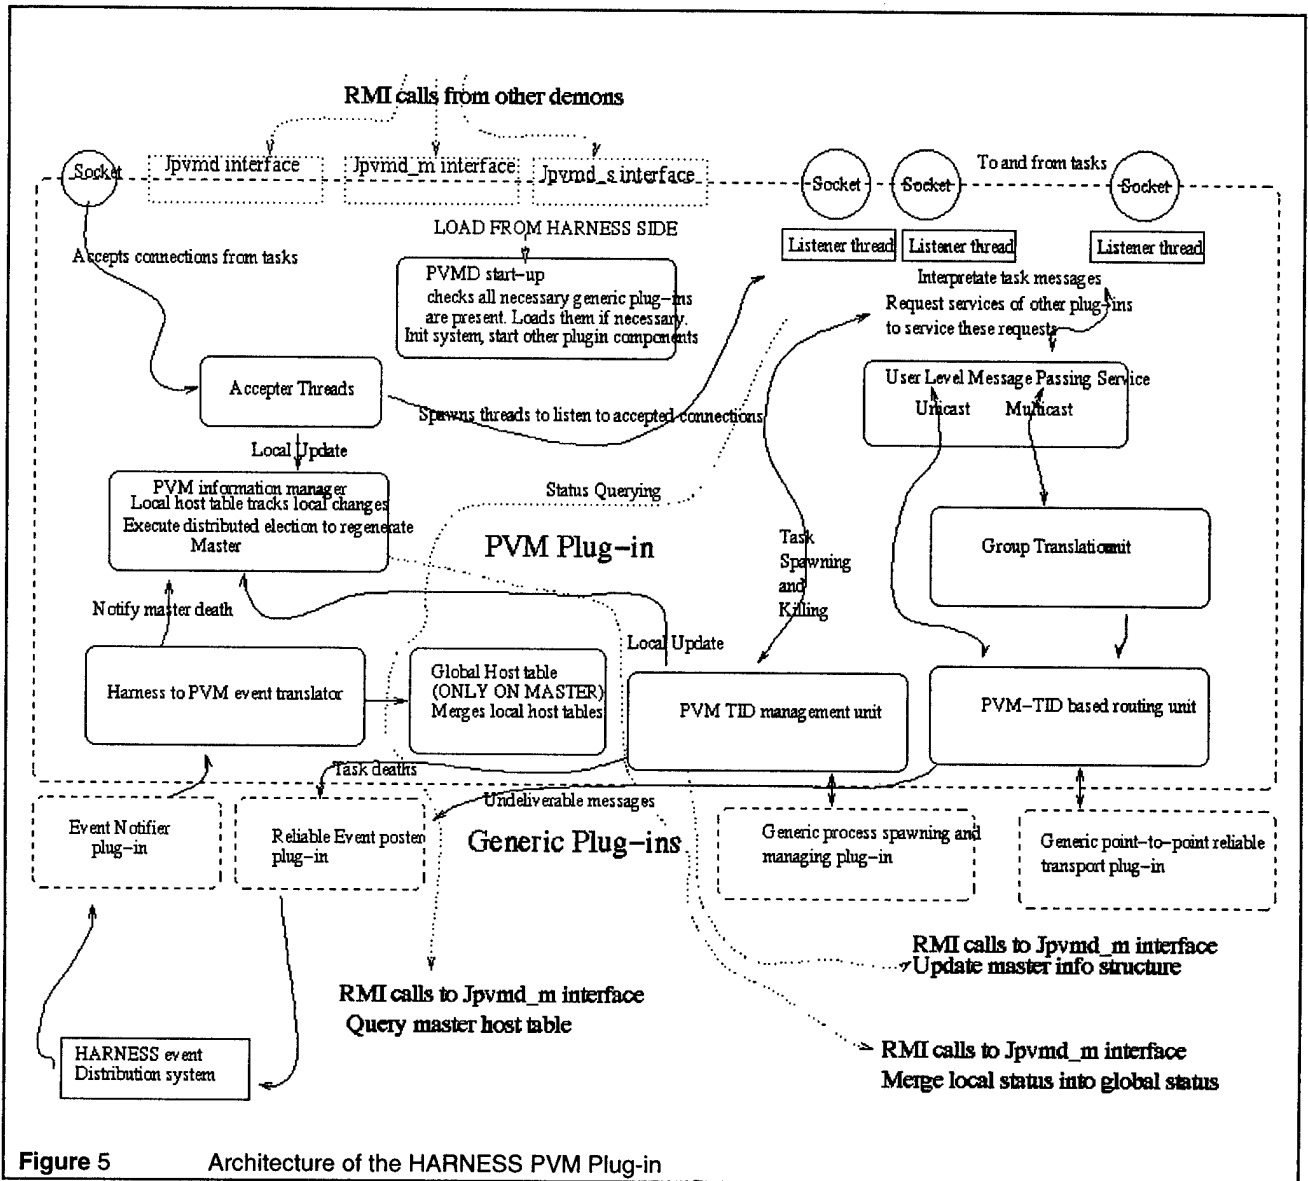 RMI calls from other demons
Socket
Jpvmd interface
Jpvmd_m interface
Jpvmd_s interface
Socket
Socket
To and from tasks
Socket
LOAD FROM HARNESS SIDE
Listener thread
Listener thread
Listener thread
Accepts connections from tasks
PVMD start-up
checks all necessary generic plug-ins
are present. Loads them if necessary.
Init system, start other plugin components
Interpretate task messages
Request services of other plug-ins
to service these requests
Accepter Threads
User Level Message Passing Service
Unicast
Multicast
Spawns threads to listen to accepted connections
Local Update
PVM information manager
Local host table tracks local changes
Execute distributed election to regenerate
Master
Status Querying
PVM Plug-in
Task
Spawning
and
Killing
Group Translation unit
Notify master death
Local Update
Harness to PVM event translator
Global Host table
(ONLY ON MASTER)
Merges local host tables
PVM TID management unit
PVM-TID based routing unit
Task deaths
Undeliverable messages
Event Notifier
plug-in
Reliable Event poster
plug-in
Generic Plug-ins
Generic process spawning and
managing plug-in
Generic point-to-point reliable
transport plug-in
RMI calls to Jpvmd_m interface
Update master info structure
RMI calls to Jpvmd_m interface
Query master host table
HARNESS event
Distribution system
RMI calls to Jpvmd_m interface
Merge local status into global status
Figure 5 Architecture of the HARNESS PVM Plug-in